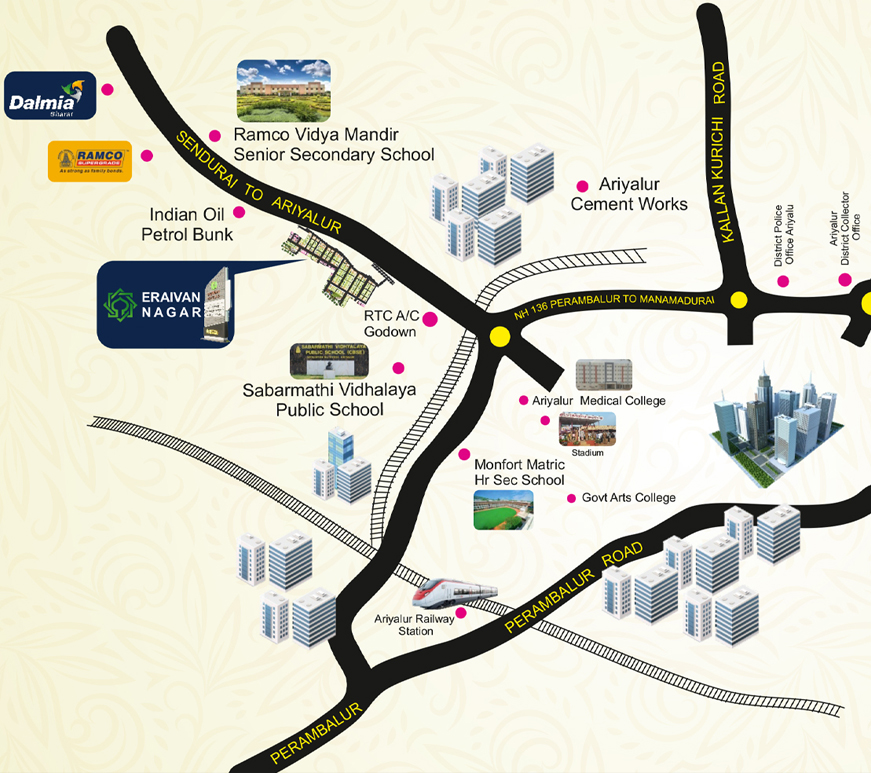 Dalmia
Bharat
RAMCO
SUPERGRADE
As strong as family bonds.
Ramco Vidya Mandir
Senior Secondary School
SENDURAI TO ARIYALUR
Indian Oil
Petrol Bunk
ERAIVAN
NAGAR
Ariyalur
Cement Works
KALLAN KURICHI ROAD
District Police
Office Ariyalu
Ariyalur
District Collector
Office
NH 136 PERAMBALUR TO MANAMADURAI
RTC A/C
Godown
SABARMATHI VIDHYALAYA
PUBLIC SCHOOL (CBSE)
Sabarmathi Vidhalaya
Public School
Ariyalur Medical College
Stadium
Monfort Matric
Hr Sec School
Govt Arts College
PERAMBALUR ROAD
Ariyalur Railway
Station
PERAMBALUR